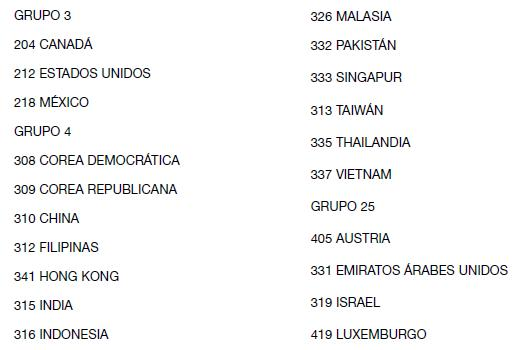 GRUPO 3
204 CANADÁ
212 ESTADOS UNIDOS
218 MÉXICO
GRUPO 4
308 COREA DEMOCRÁTICA
309 COREA REPUBLICANA
310 CHINA
312 FILIPINAS
341 HONG KONG
315 INDIA
316 INDONESIA
326 MALASIA
332 PAKISTÁN
333 SINGAPUR
313 TAIWÁN
335 THAILANDIA
337 VIETNAM
GRUPO 25
405 AUSTRIA
331 EMIRATOS ÁRABES UNIDOS
319 ISRAEL
419 LUXEMBURGO